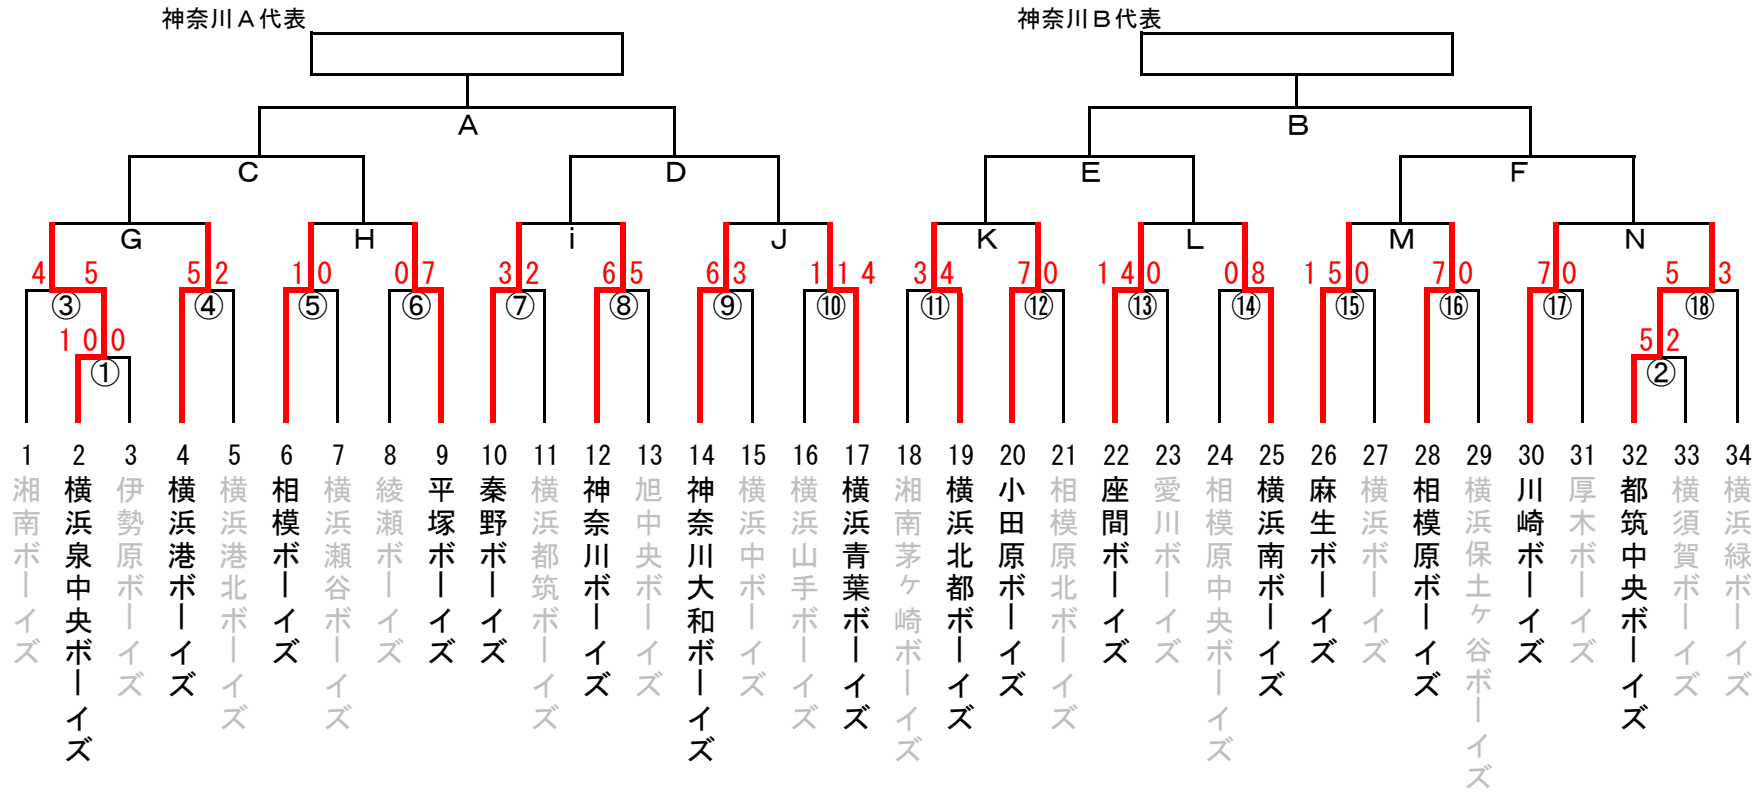 神奈川A代表 神奈川B代表
A B
C D E F
G H i J K L M N
4 5 5 2 1 0 0 7 3 2 6 5 6 3 1 1 4 3 4 7 0 1 4 0 0 8 1 5 0 7 0 7 0 5 3
③ ④ ⑤ ⑥ ⑦ ⑧ ⑨ ⑩ ⑪ ⑫ ⑬ ⑭ ⑮ ⑯ ⑰ ⑱
1 0 0 5 2
① ②
1 2 3 4 5 6 7 8 9 10 11 12 13 14 15 16 17 18 19 20 21 22 23 24 25 26 27 28 29 30 31 32 33 34
湘南ボーイズ
横浜泉中央ボーイズ
伊勢原ボーイズ
横浜港ボーイズ
横浜港北ボーイズ
相模ボーイズ
横浜瀬谷ボーイズ
綾瀬ボーイズ
平塚ボーイズ
秦野ボーイズ
横浜都筑ボーイズ
神奈川ボーイズ
旭中央ボーイズ
神奈川大和ボーイズ
横浜中ボーイズ
横浜山手ボーイズ
横浜青葉ボーイズ
湘南茅ヶ崎ボーイズ
横浜北都ボーイズ
小田原ボーイズ
相模原北ボーイズ
座間ボーイズ
愛川ボーイズ
相模原中央ボーイズ
横浜南ボーイズ
麻生ボーイズ
横浜ボーイズ
相模原ボーイズ
横浜保土ヶ谷ボーイズ
川崎ボーイズ
厚木ボーイズ
都筑中央ボーイズ
横須賀ボーイズ
横浜緑ボーイズ